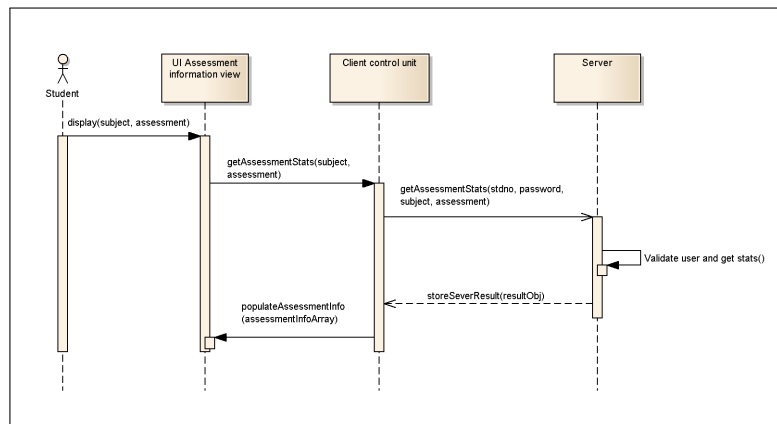 UI Assessment
information view
Client control unit
Server
Student
display(subject, assessment)
getAssessmentStats(subject,
assessment)
getAssessmentStats(stdno, password,
subject, assessment)
Validate user and get stats()
storeSeverResult(resultObj)
populateAssessmentInfo
(assessmentInfoArray)